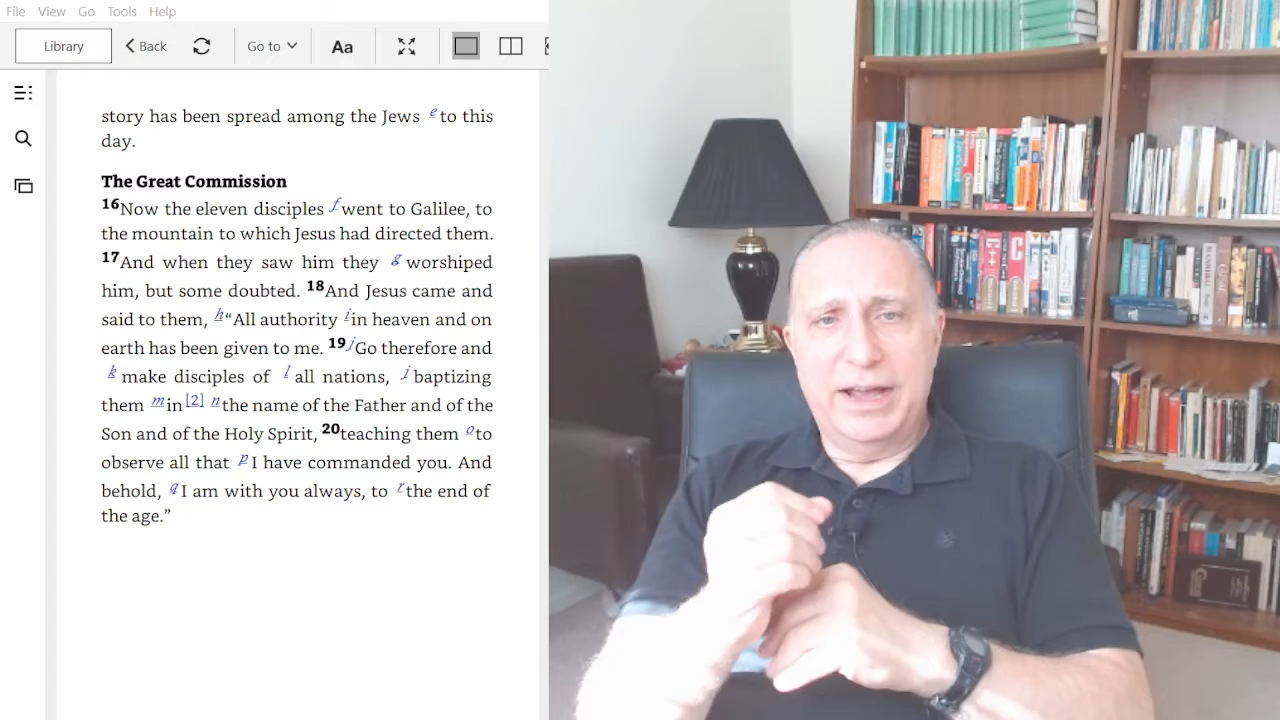 File View Go Tools Help
Library Back Go to Aa
story has been spread among the Jews e to this
day.
The Great Commission
16Now the eleven disciples f went to Galilee, to
the mountain to which Jesus had directed them.
17And when they saw him they g worshiped
him, but some doubted. 18And Jesus came and
said to them, h“All authority i in heaven and on
earth has been given to me. 19 j Go therefore and
k make disciples of l all nations, j baptizing
them m in[2] n the name of the Father and of the
Son and of the Holy Spirit, 20teaching them o to
observe all that p I have commanded you. And
behold, q I am with you always, to r the end of
the age.”
C++
C